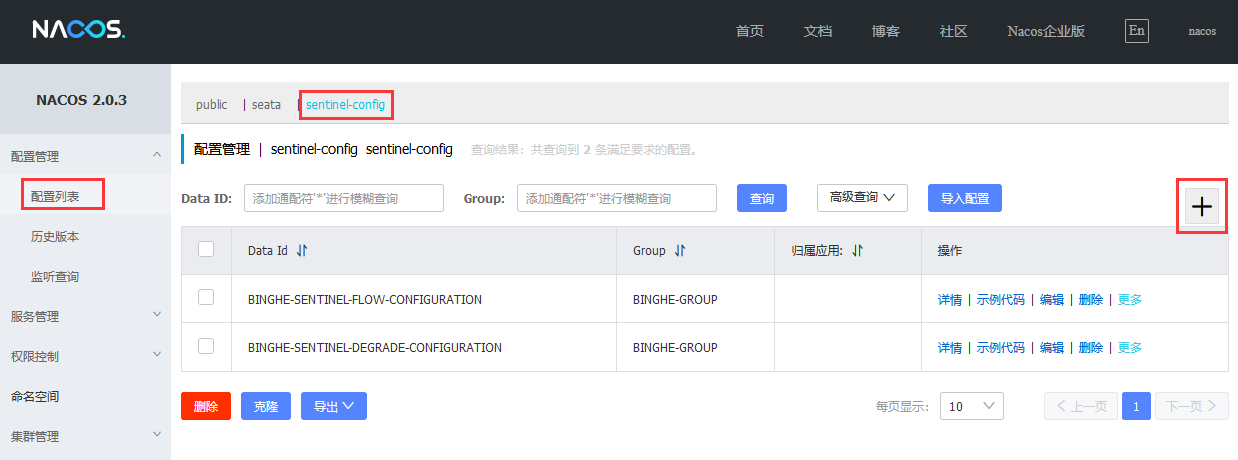 NACOS. 首页 文档 博客 社区 Nacos企业版 En nacos
NACOS 2.0.3
配置管理
配置列表
历史版本
监听查询
服务管理
权限控制
命名空间
集群管理
public | seata | sentinel-config
配置管理 | sentinel-config sentinel-config 查询结果：共查询到 2 条满足要求的配置。
Data ID: 添加通配符'*'进行模糊查询 Group: 添加通配符'*'进行模糊查询 查询 高级查询 导入配置
Data Id Group 归属应用: 操作
BINGHE-SENTINEL-FLOW-CONFIGURATION BINGHE-GROUP 详情 | 示例代码 | 编辑 | 删除 | 更多
BINGHE-SENTINEL-DEGRADE-CONFIGURATION BINGHE-GROUP 详情 | 示例代码 | 编辑 | 删除 | 更多
删除 克隆 导出 每页显示: 10 上一页 1 下一页